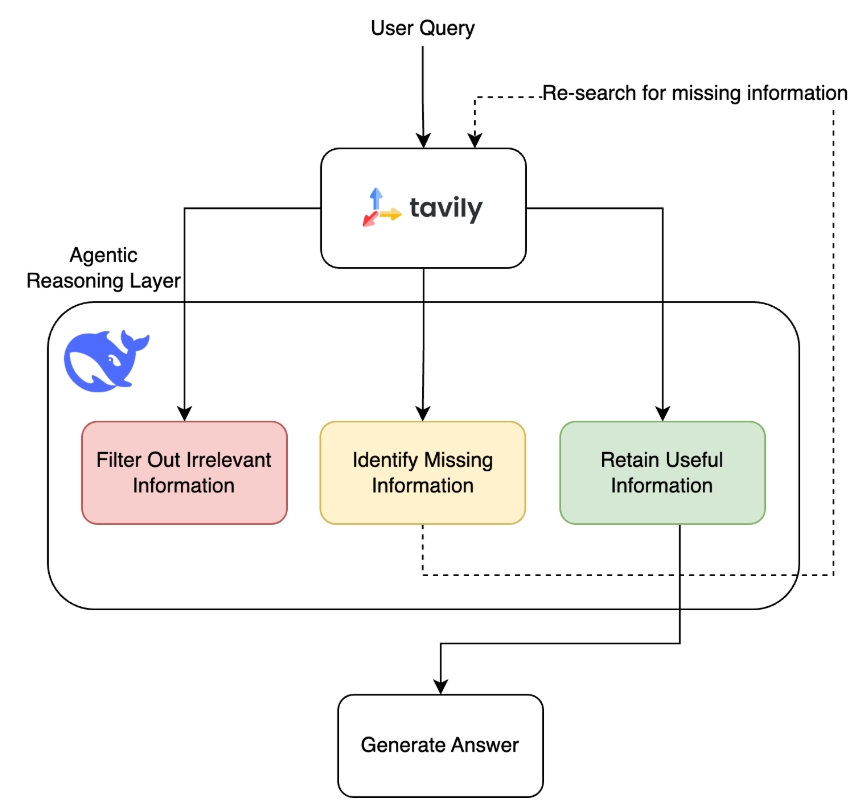 User Query
Re-search for missing information
tavily
Agentic
Reasoning Layer
Filter Out Irrelevant
Information
Identify Missing
Information
Retain Useful
Information
Generate Answer